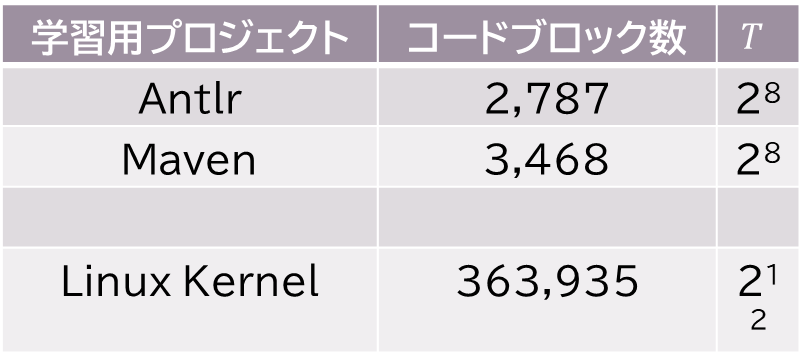 学習用プロジェクト コードブロック数 T
Antlr 2,787 2⁸
Maven 3,468 2⁸
Linux Kernel 363,935 2¹
²